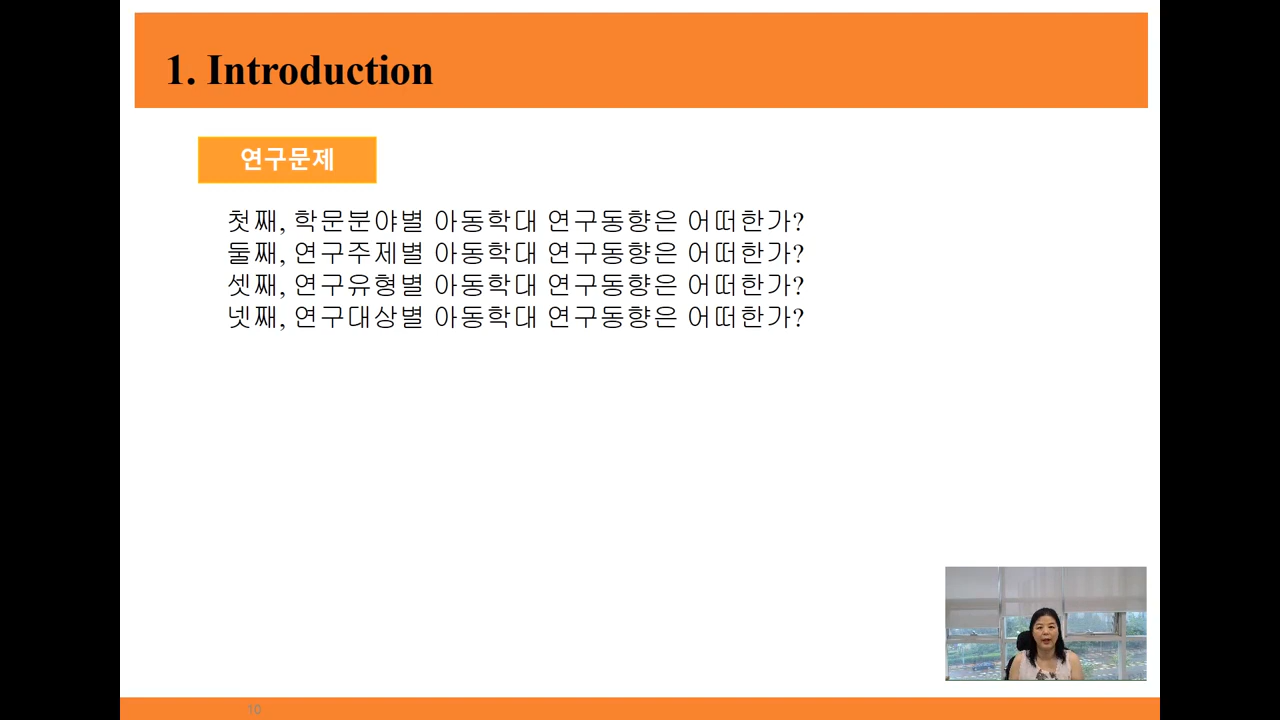 1. Introduction
연구문제
첫째, 학문분야별 아동학대 연구동향은 어떠한가?
둘째, 연구주제별 아동학대 연구동향은 어떠한가?
셋째, 연구유형별 아동학대 연구동향은 어떠한가?
넷째, 연구대상별 아동학대 연구동향은 어떠한가?
10